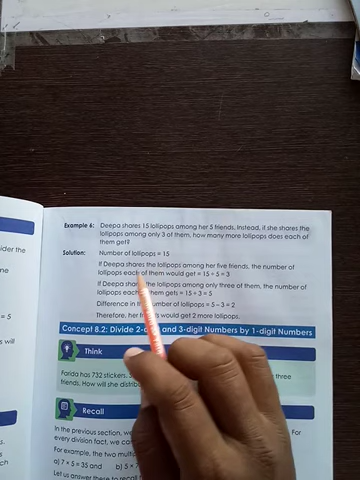 Example 6: Deepa shares 15 lollipops among her 5 friends. Instead, if she shares the
lollipops among only 3 of them, how many more lollipops does each of
them get?
Solution: Number of lollipops = 15
If Deepa shares the lollipops among her five friends, the number of
lollipops each of them would get = 15 ÷ 5 = 3
If Deepa shares the lollipops among only three of them, the number of
lollipops each of them gets = 15 ÷ 3 = 5
Difference in the number of lollipops = 5 – 3 = 2
Therefore, her friends would get 2 more lollipops.
Concept 8.2: Divide 2-digit and 3-digit Numbers by 1-digit Numbers
Think
Farida has 732 stickers. three
friends. How will she
Recall
In the previous section, we For
every division fact, we
For example, the two
a) 7 × 5 = 35 and b) 5 × 7
Let us answer these to
ider the
ne
= 5
s will
s.
s
ch